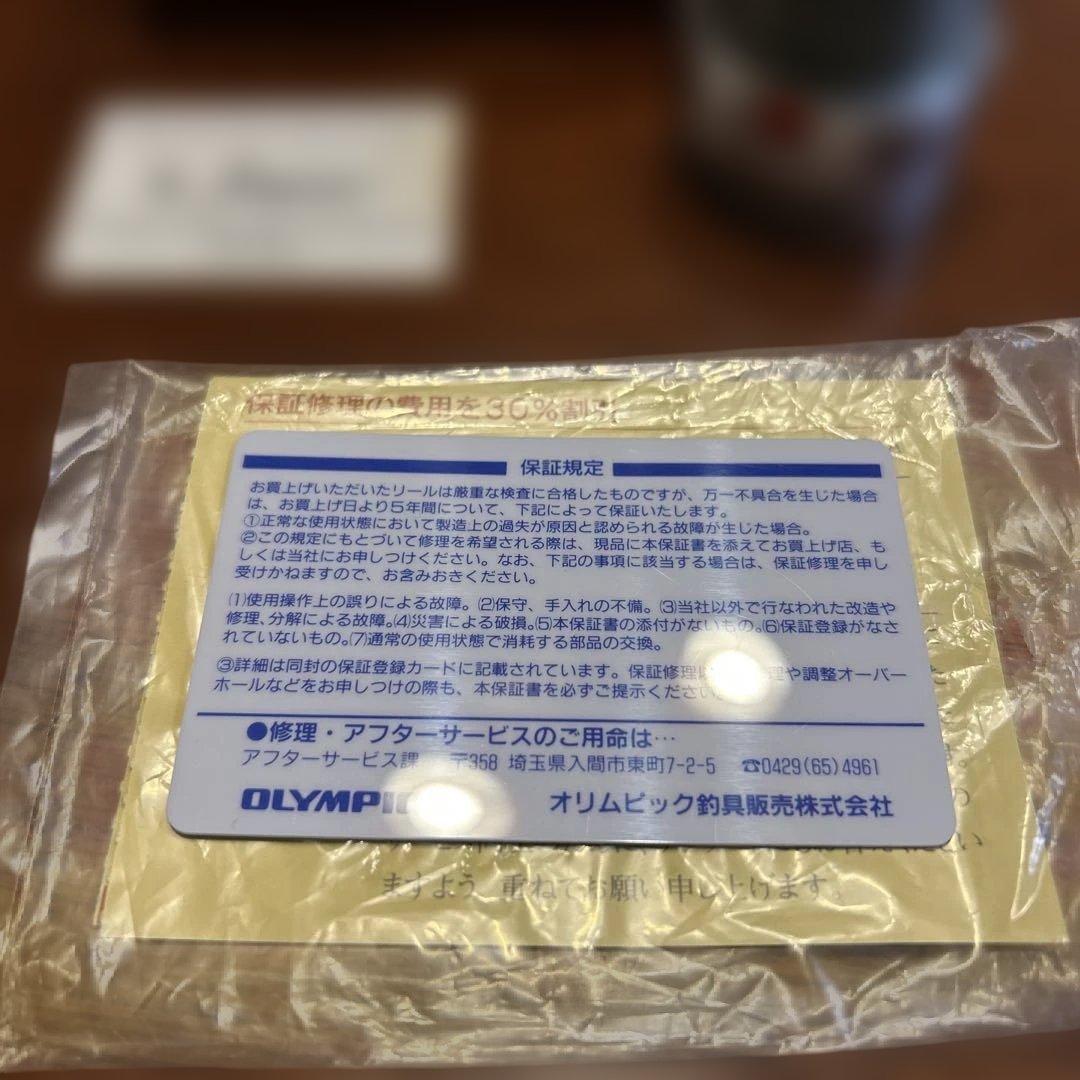 保証修理の費用を30%割引
保証規定
お買上げいただいたリールは厳重な検査に合格したものですが、万一不具合を生じた場合
は、お買上げ日より5年間について、下記によって保証いたします。
①正常な使用状態において製造上の過失が原因と認められる故障が生じた場合。
②この規定にもとづいて修理を希望される際は、現品に本保証書を添えてお買上げ店、も
しくは当社にお申しつけください。なお、下記の事項に該当する場合は、保証修理を申し
受けかねますので、お含みおきください。
(1)使用操作上の誤りによる故障。(2)保守、手入れの不備。(3)当社以外で行なわれた改造や
修理、分解による故障。(4)災害による破損。(5)本保証書の添付がないもの。(6)保証登録がなさ
れていないもの。(7)通常の使用状態で消耗する部品の交換。
③詳細は同封の保証登録カードに記載されています。保証修理 理や調整オーバー
ホールなどをお申しつけの際も、本保証書を必ずご提示くださ
●修理・アフターサービスのご用命は…
アフターサービス課 〒358 埼玉県入間市東町7-2-5 ☎0429(65)4961
OLYMPIC オリムピック釣具販売株式会社
ますよう、重ねてお願い申し上げます。